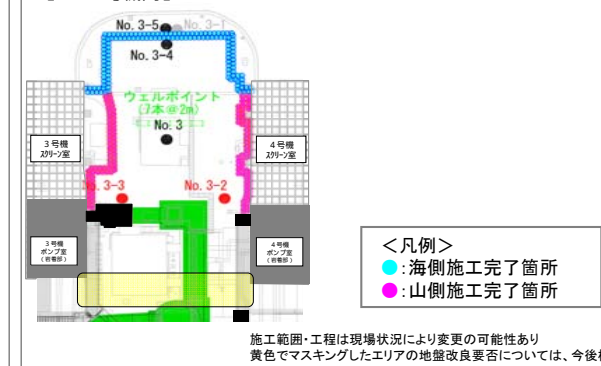 No. 3-5
No. 3-1
No. 3-4
ウェルポイント
(7本@2m)
No. 3
3号機
スクリーン室
4号機
スクリーン室
No. 3-3
No. 3-2
3号機
ポンプ室
(岩着部)
4号機
ポンプ室
(岩着部)
<凡例>
●:海側施工完了箇所
●:山側施工完了箇所
施工範囲・工程は現場状況により変更の可能性あり
黄色でマスキングしたエリアの地盤改良要否については、今後